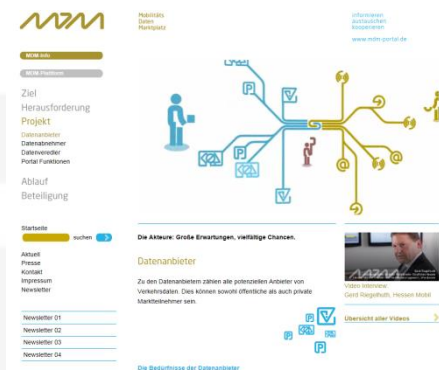 MDM
Mobilitäts
Daten
Marktplatz
informieren
austauschen
kooperieren
www.mdm-portal.de
MDM-Info
MDM-Plattform
Ziel
Herausforderung
Projekt
Datenanbieter
Datenabnehmer
Datenveredler
Portal Funktionen
Ablauf
Beteiligung
Startseite
suchen
Aktuell
Presse
Kontakt
Impressum
Newsletter
Newsletter 01
Newsletter 02
Newsletter 03
Newsletter 04
Die Akteure: Große Erwartungen, vielfältige Chancen.
Datenanbieter
Zu den Datenanbietern zählen alle potenziellen Anbieter von
Verkehrsdaten. Dies können sowohl öffentliche als auch private
Marktteilnehmer sein.
Die Bedürfnisse der Datenanbieter
Video Interview:
Gerd Riegelhuth, Hessen Mobil
Übersicht aller Videos